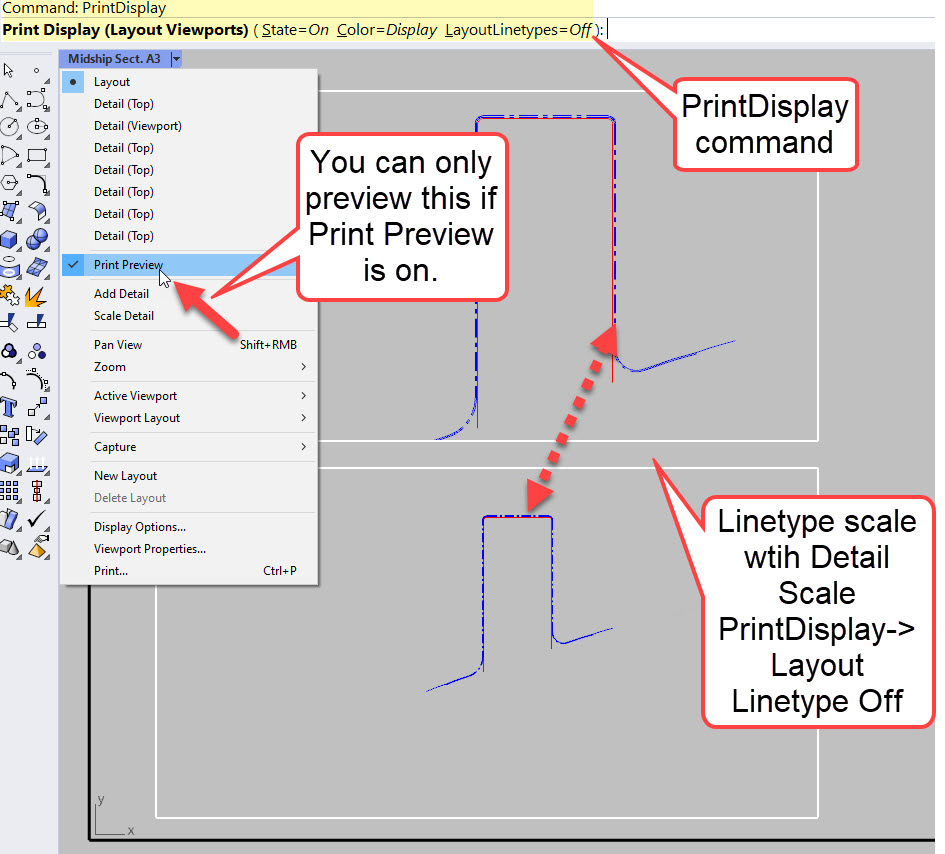 Command: PrintDisplay
Print Display (Layout Viewports) ( State=On Color=Display LayoutLinetypes=Off ):
Midship Sect. A3
Layout
Detail (Top)
Detail (Viewport)
Detail (Top)
Detail (Top)
Detail (Top)
Detail (Top)
Detail (Top)
Print Preview
Add Detail
Scale Detail
Pan View Shift+RMB
Zoom
Active Viewport
Viewport Layout
Capture
New Layout
Delete Layout
Display Options...
Viewport Properties...
Print... Ctrl+P
PrintDisplay
command
You can only
preview this if
Print Preview
is on.
Linetype scale
wtih Detail
Scale
PrintDisplay->
Layout
Linetype Off
y
x